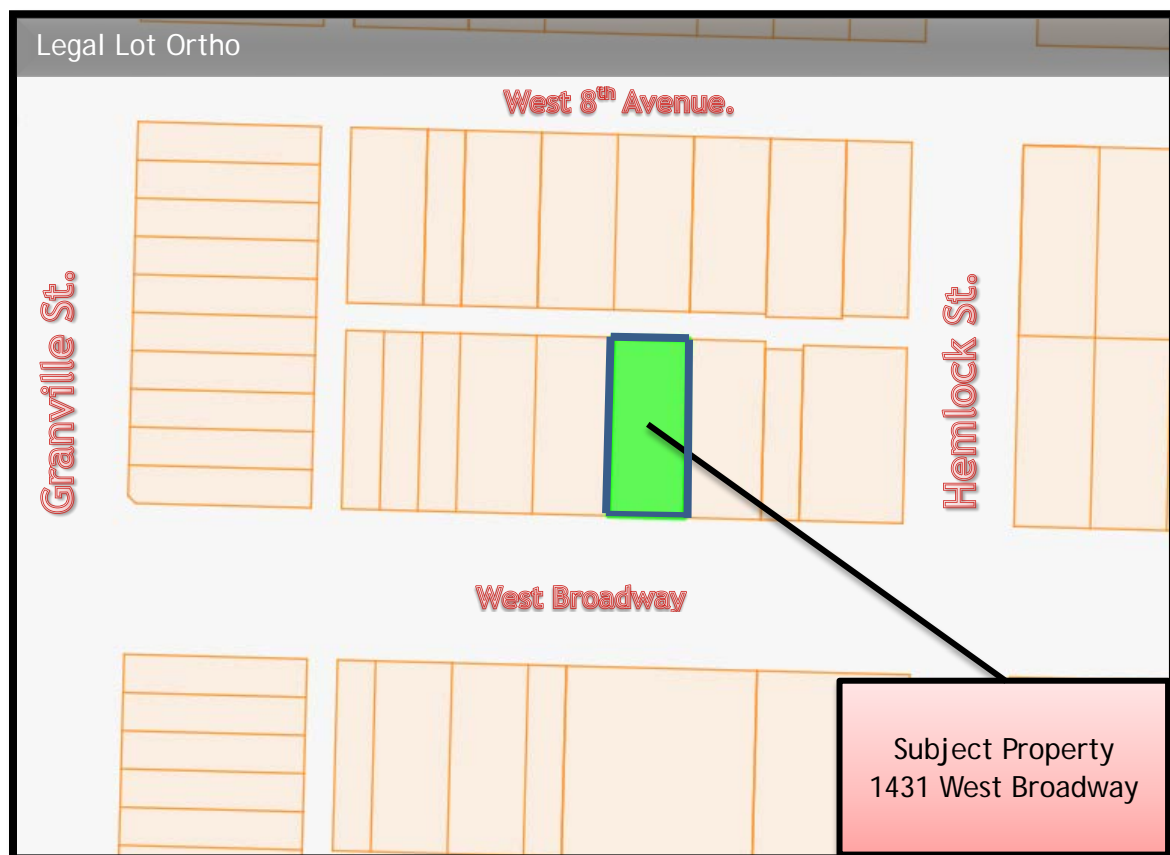 Legal Lot Ortho
West 8th Avenue.
Granville St.
Hemlock St.
West Broadway
Subject Property
1431 West Broadway